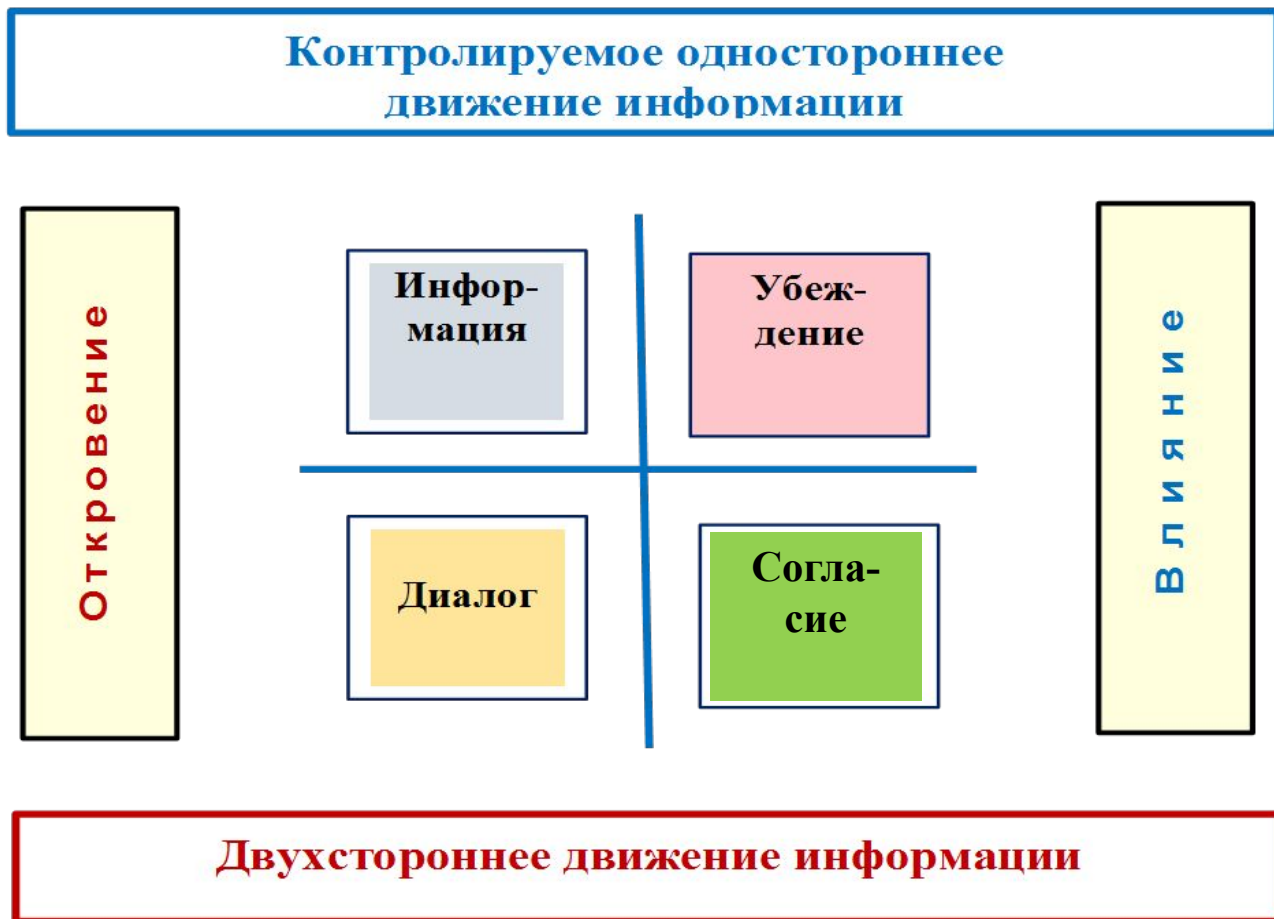 Контролируемое одностороннее
движение информации
Откровение
Инфор-
мация
Убеж-
дение
Влияние
Диалог
Согла-
сие
Двухстороннее движение информации